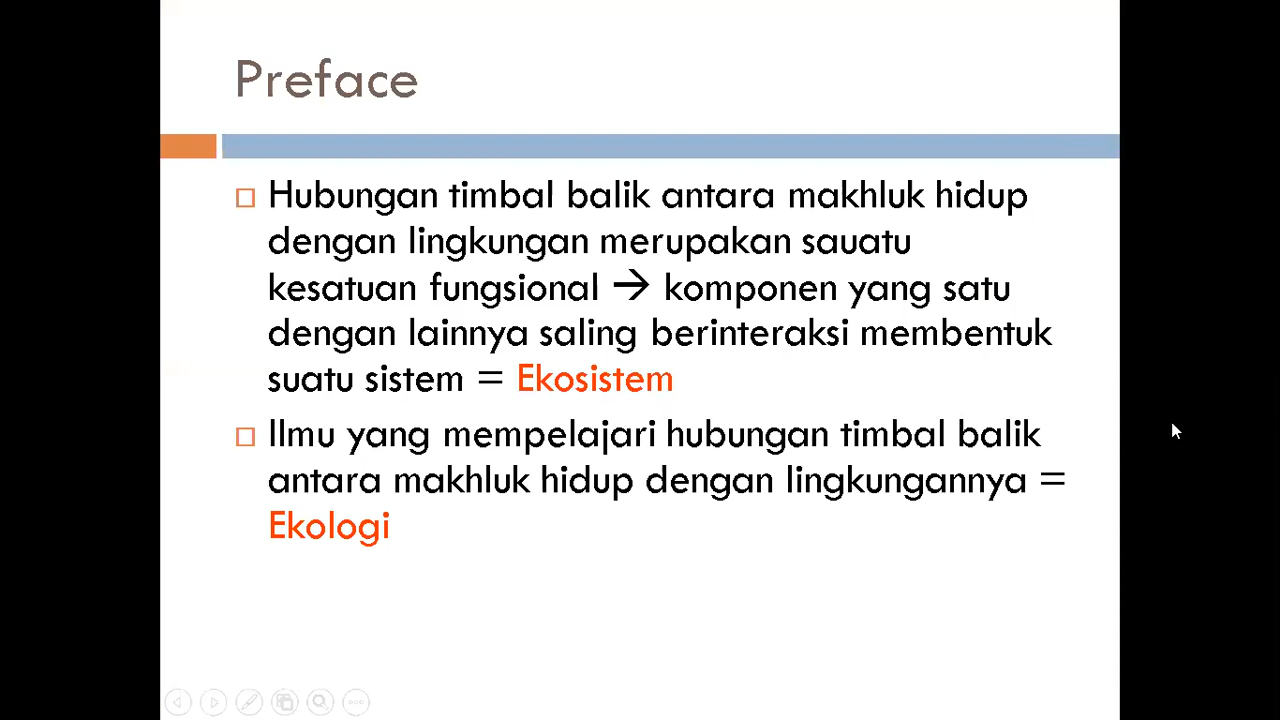 Preface
Hubungan timbal balik antara makhluk hidup
dengan lingkungan merupakan sauatu
kesatuan fungsional → komponen yang satu
dengan lainnya saling berinteraksi membentuk
suatu sistem = Ekosistem
Ilmu yang mempelajari hubungan timbal balik
antara makhluk hidup dengan lingkungannya =
Ekologi